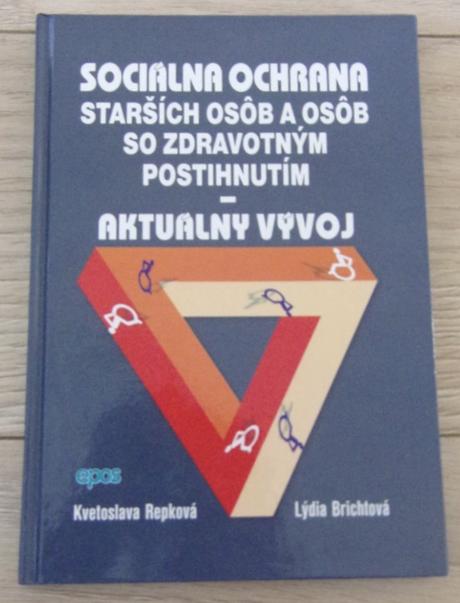 SOCIÁLNA OCHRANA
STARŠÍCH OSÔB A OSÔB
SO ZDRAVOTNÝM
POSTIHNUTÍM
–
AKTUÁLNY VÝVOJ
epos
Kvetoslava Repková
Lýdia Brichtová